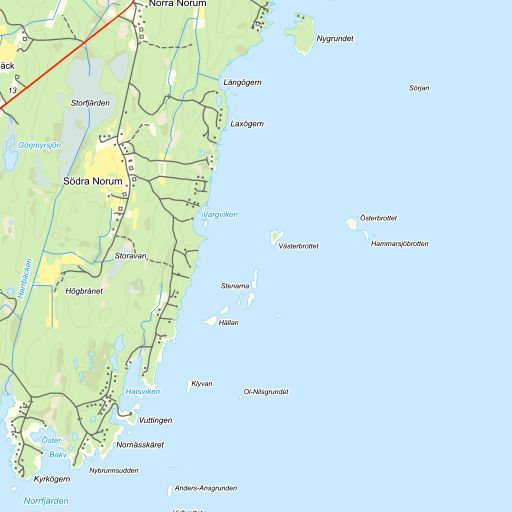 Norra Norum
Nygrundet
äck
13
Långögern
Sörjan
Storfjärden
Laxögern
Görjmyrsjön
Södra Norum
Vargviken
Österbrottet
Västerbrottet
Hammarsjöbrotten
Storavan
Harrbäcken
Högbränet
Stenarna
Hällan
Klyvan
Halsviken
Ol-Nilsgrundet
Vuttingen
Öster-
Bakv
Nornässkäret
Nybrunnsudden
Kyrkögern
Anders-Ansgrunden
Norrfjärden